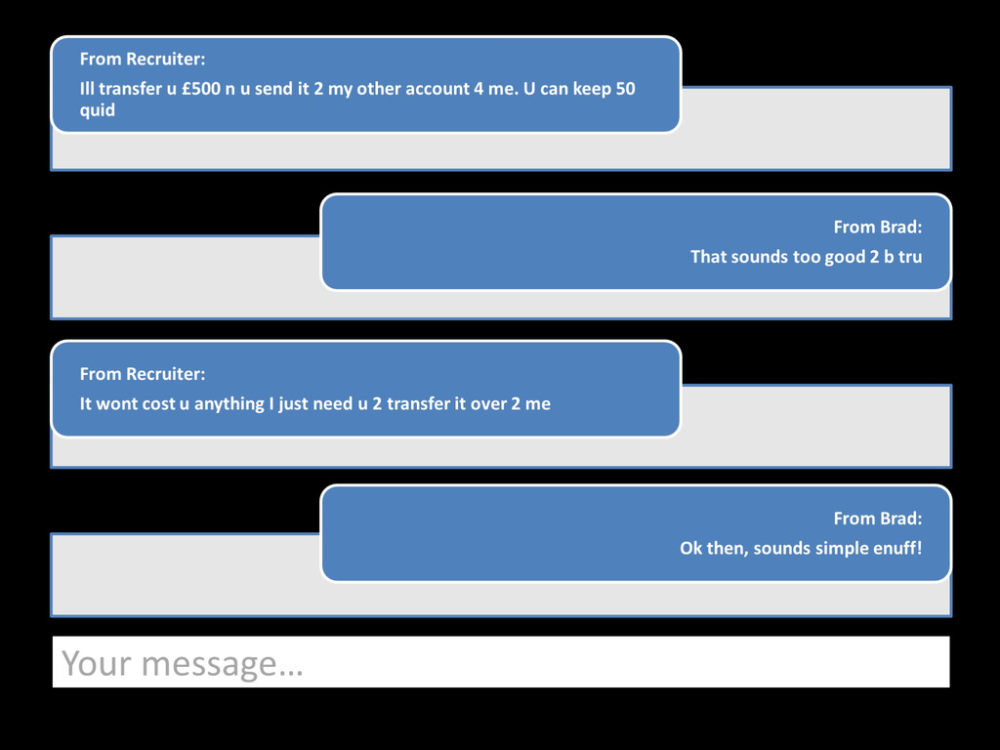 From Recruiter:
Ill transfer u £500 n u send it 2 my other account 4 me. U can keep 50
quid
From Brad:
That sounds too good 2 b tru
From Recruiter:
It wont cost u anything I just need u 2 transfer it over 2 me
From Brad:
Ok then, sounds simple enuff!
Your message...